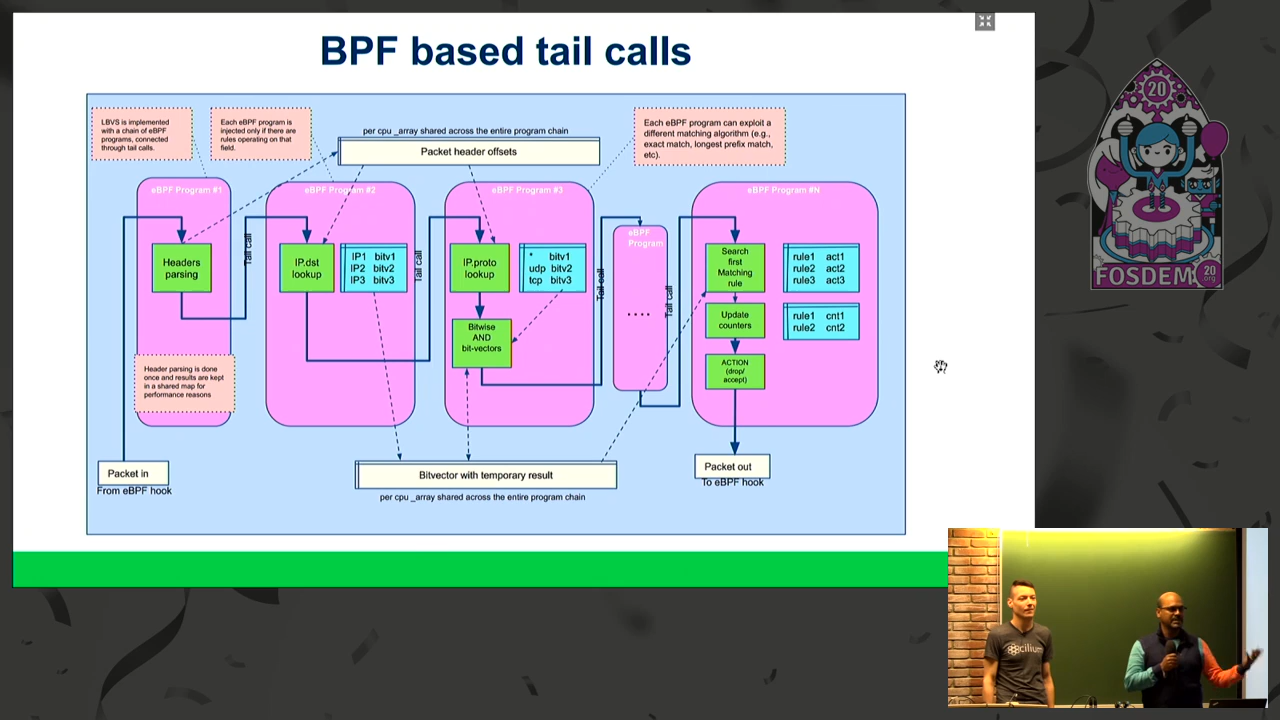 BPF based tail calls
LBVS is implemented
with a chain of eBPF
programs, connected
through tail calls.
Each eBPF program is
injected only if there are
rules operating on that
field.
per cpu _array shared across the entire program chain
Packet header offsets
Each eBPF program can exploit a
different matching algorithm (e.g.,
exact match, longest prefix match,
etc).
eBPF Program #1
Headers
parsing
Header parsing is done
once and results are kept
in a shared map for
performance reasons
Tail call
eBPF Program #2
IP.dst
lookup
IP1 bitv1
IP2 bitv2
IP3 bitv3
Tail call
eBPF Program #3
IP.proto
lookup
* bitv1
udp bitv2
tcp bitv3
Bitwise
AND
bit-vectors
Tail call
eBPF
Program
....
Tail call
eBPF Program #N
Search
first
Matching
rule
rule1 act1
rule2 act2
rule3 act3
Update
counters
rule1 cnt1
rule2 cnt2
ACTION
(drop/
accept)
Packet in
From eBPF hook
Bitvector with temporary result
per cpu _array shared across the entire program chain
Packet out
To eBPF hook
20
FOSDEM
20
.org
cilium